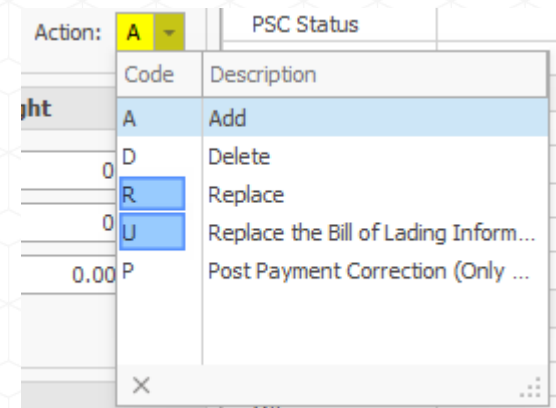 Action: A PSC Status
Code Description
ght
A Add
0 D Delete
R Replace
0 U Replace the Bill of Lading Inform...
0.00 P Post Payment Correction (Only ...